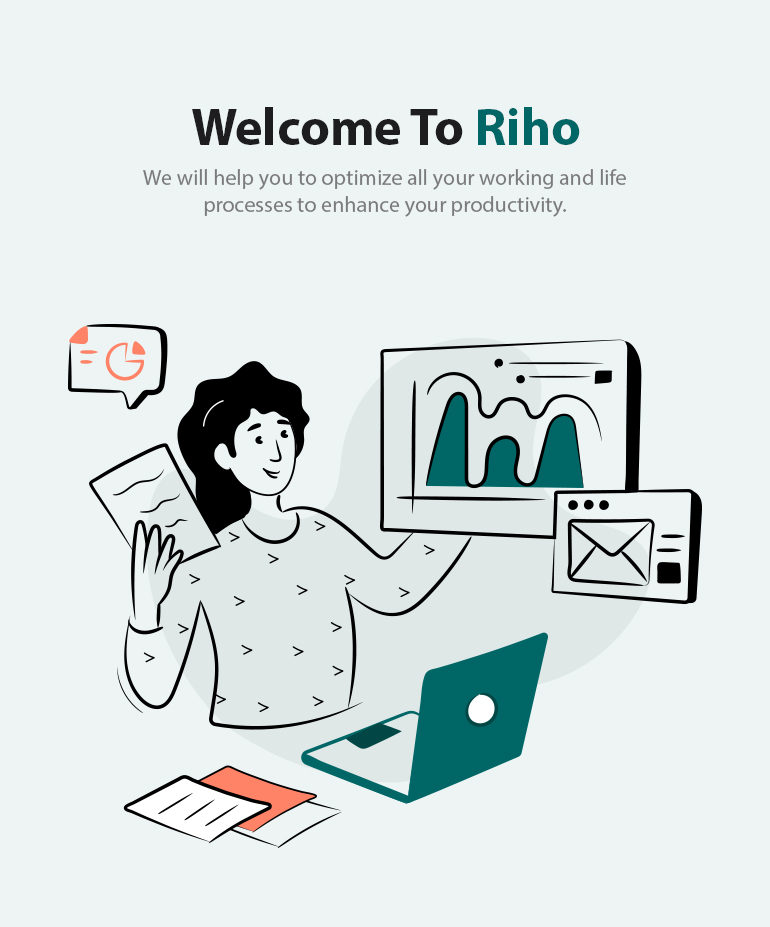 Welcome To Riho
We will help you to optimize all your working and life
processes to enhance your productivity.